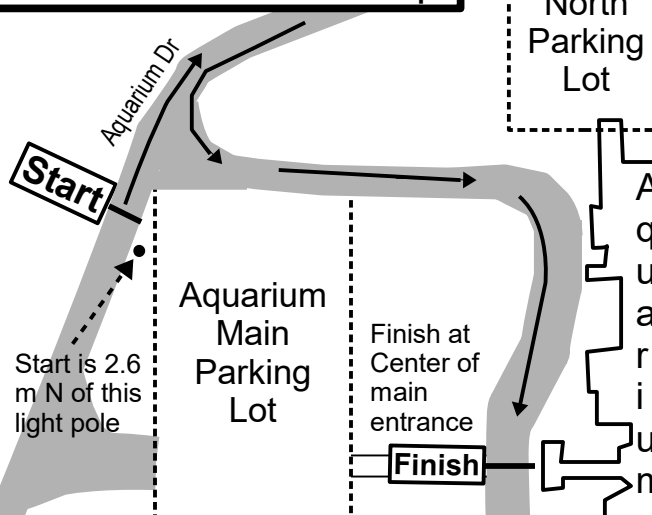 North
Parking
Lot
Aquarium Dr
Start
Aquarium
Main
Parking
Lot
Finish at
Center of
main
entrance
Start is 2.6
m N of this
light pole
Finish
A
q
u
a
r
i
u
m